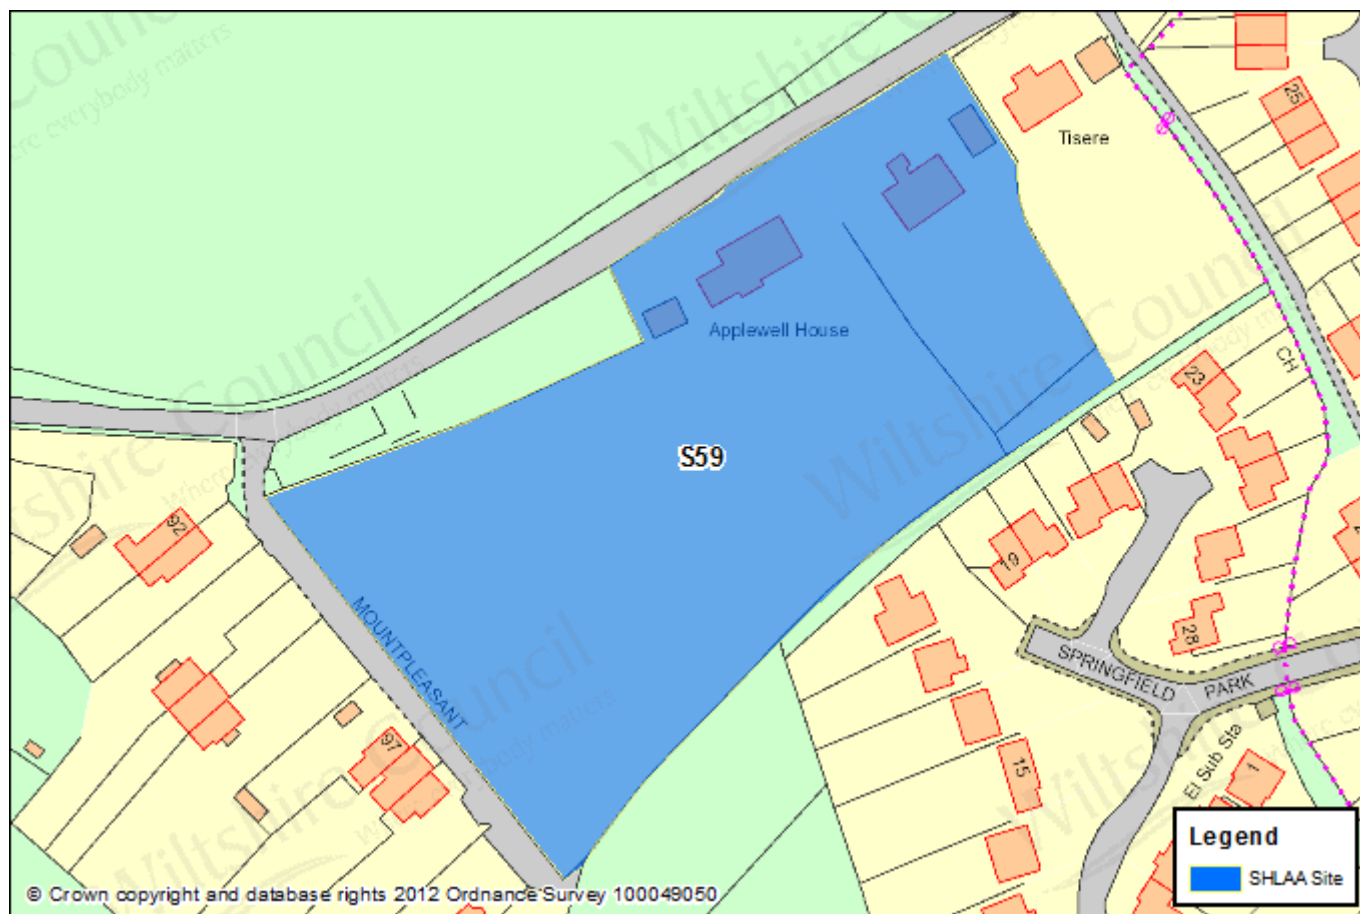 Wiltshire Council
Where everybody matters
Tisere
25
Applewell House
CH
23
S59
92
19
MOUNTPLEASANT
28
SPRINGFIELD PARK
97
15
El Sub Sta
1
Legend
SHLAA Site
© Crown copyright and database rights 2012 Ordnance Survey 100049050